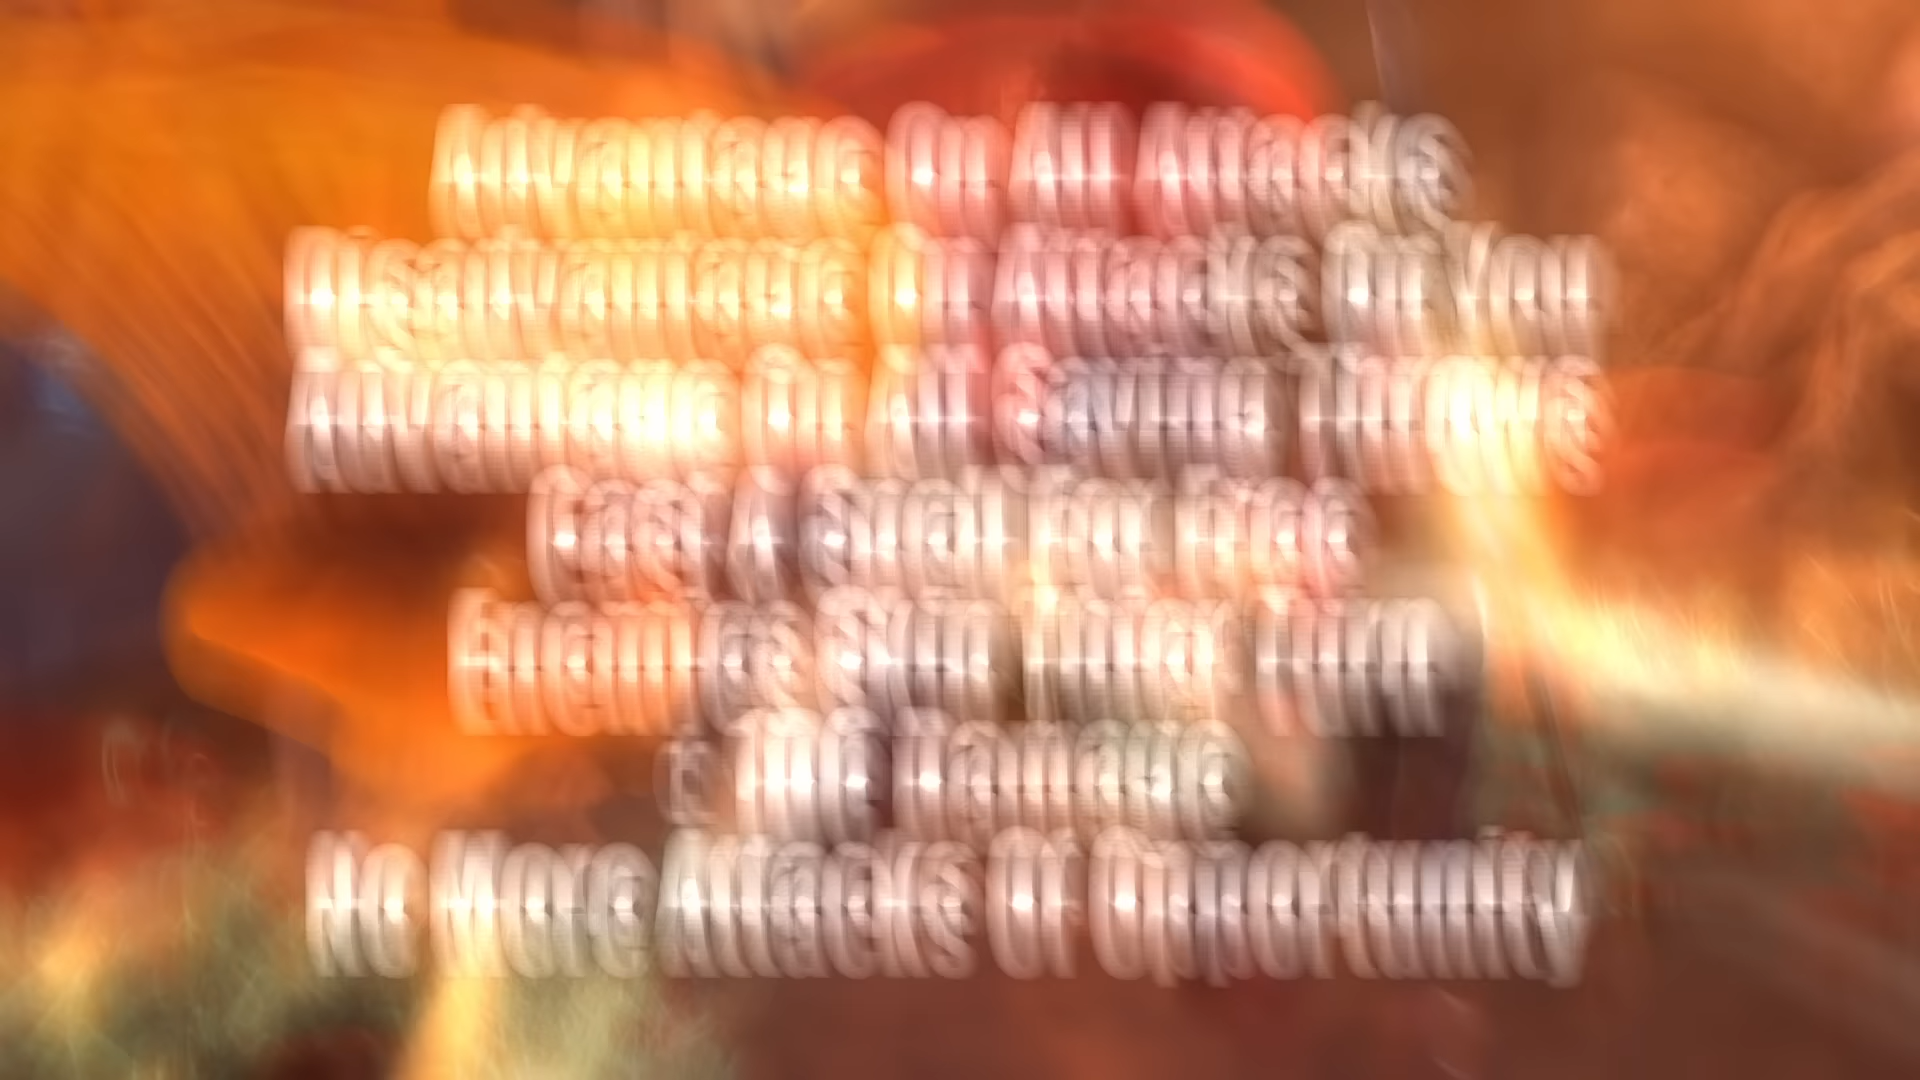 Advantage On All Attacks
Disadvantage On Attacks On You
Advantage On All Saving Throws
Cast A Spell For Free
Enemies Skip Their Turn
The Damage
No More Attacks Of Opportunity